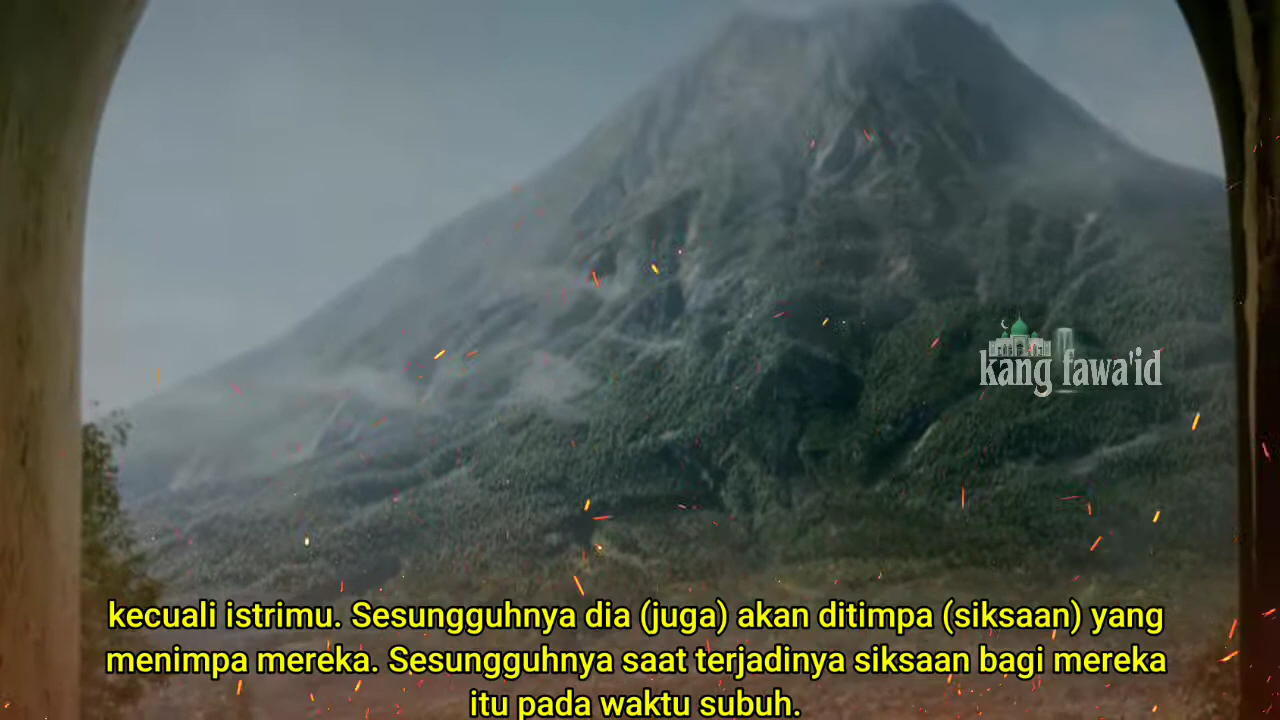 kang fawa'id
kecuali istrimu. Sesungguhnya dia (juga) akan ditimpa (siksaan) yang
menimpa mereka. Sesungguhnya saat terjadinya siksaan bagi mereka
itu pada waktu subuh.